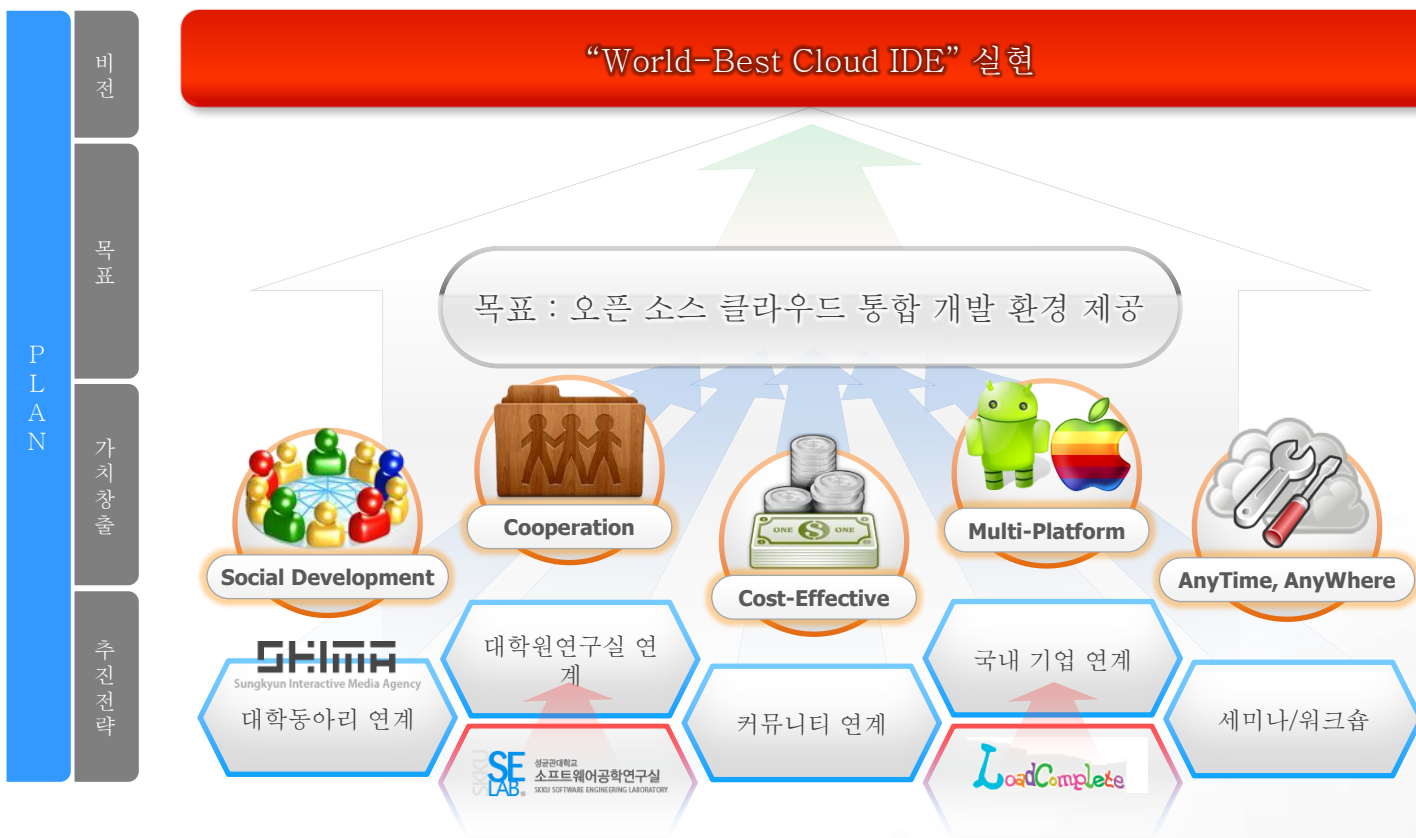 PLAN
비전
“World-Best Cloud IDE” 실현
목표
목표 : 오픈 소스 클라우드 통합 개발 환경 제공
가치창출
Social Development
Cooperation
ONE $ ONE
Cost-Effective
Multi-Platform
AnyTime, AnyWhere
추진전략
SKIMA
Sungkyun Interactive Media Agency
대학동아리 연계
대학원연구실 연
계
커뮤니티 연계
국내 기업 연계
세미나/워크숍
SKKU
SE
LAB.
성균관대학교
소프트웨어공학연구실
SKKU SOFTWARE ENGINEERING LABORATORY
LoadComplete